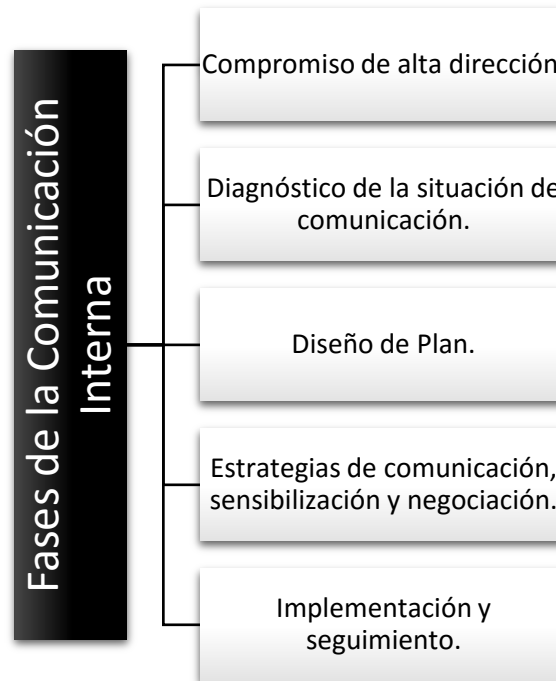 Fases de la Comunicación
Interna
Compromiso de alta dirección
Diagnóstico de la situación de
comunicación.
Diseño de Plan.
Estrategias de comunicación,
sensibilización y negociación.
Implementación y
seguimiento.